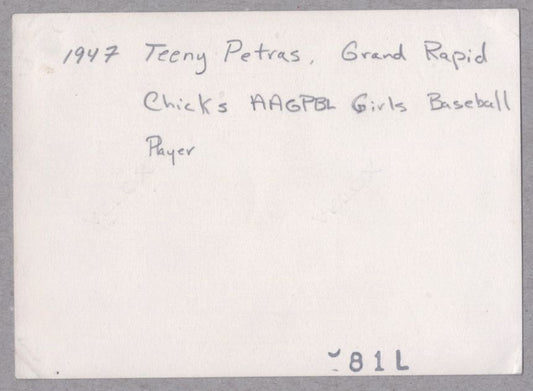 1947 Teeny Petras, Grand Rapid
Chicks AAGPBL Girls Baseball
Player
81L